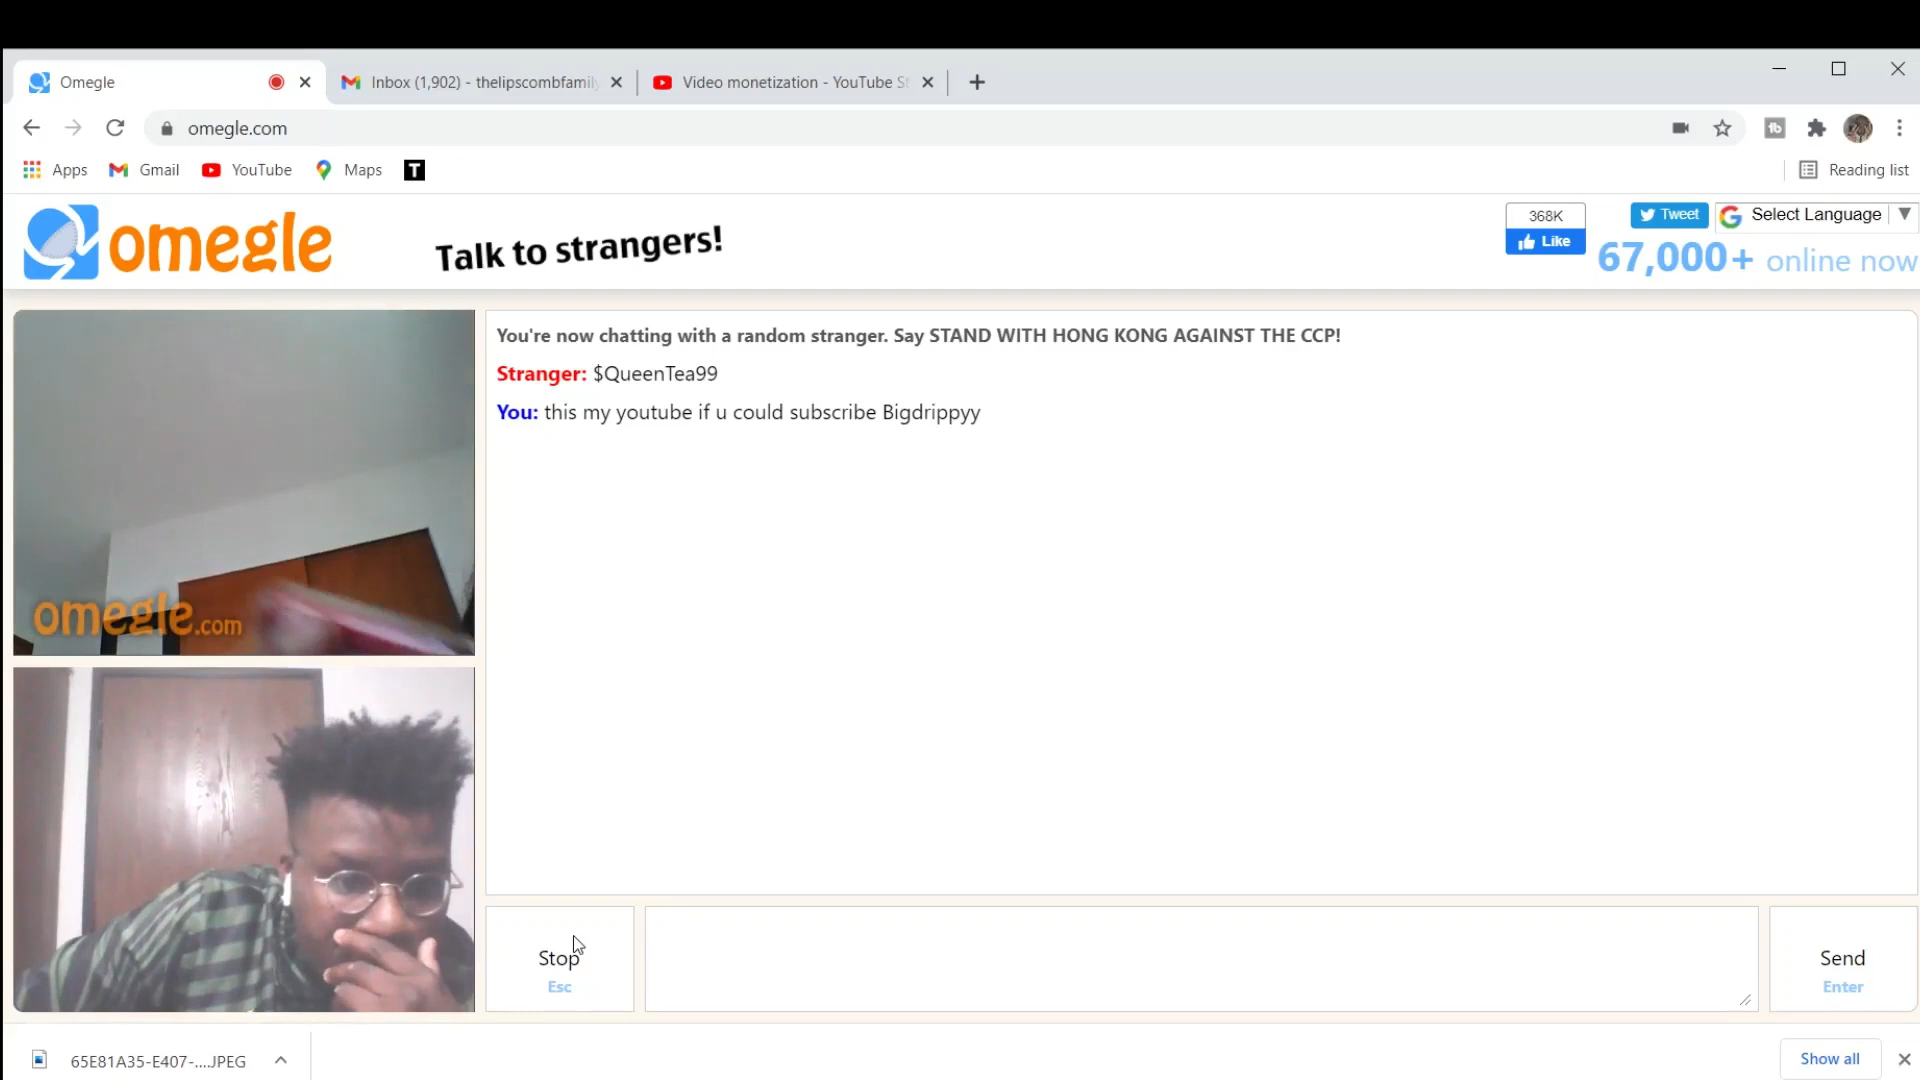 Omegle
Inbox (1,902) - thelipscombfamily
Video monetization - YouTube St
omegle.com
Apps
Gmail
YouTube
Maps
T
Reading list
omegle
Talk to strangers!
368K
Like
Tweet
Select Language
67,000+ online now
You're now chatting with a random stranger. Say STAND WITH HONG KONG AGAINST THE CCP!
Stranger: $QueenTea99
You: this my youtube if u could subscribe Bigdrippyy
omegle.com
Stop
Esc
Send
Enter
65E81A35-E407-....JPEG
Show all